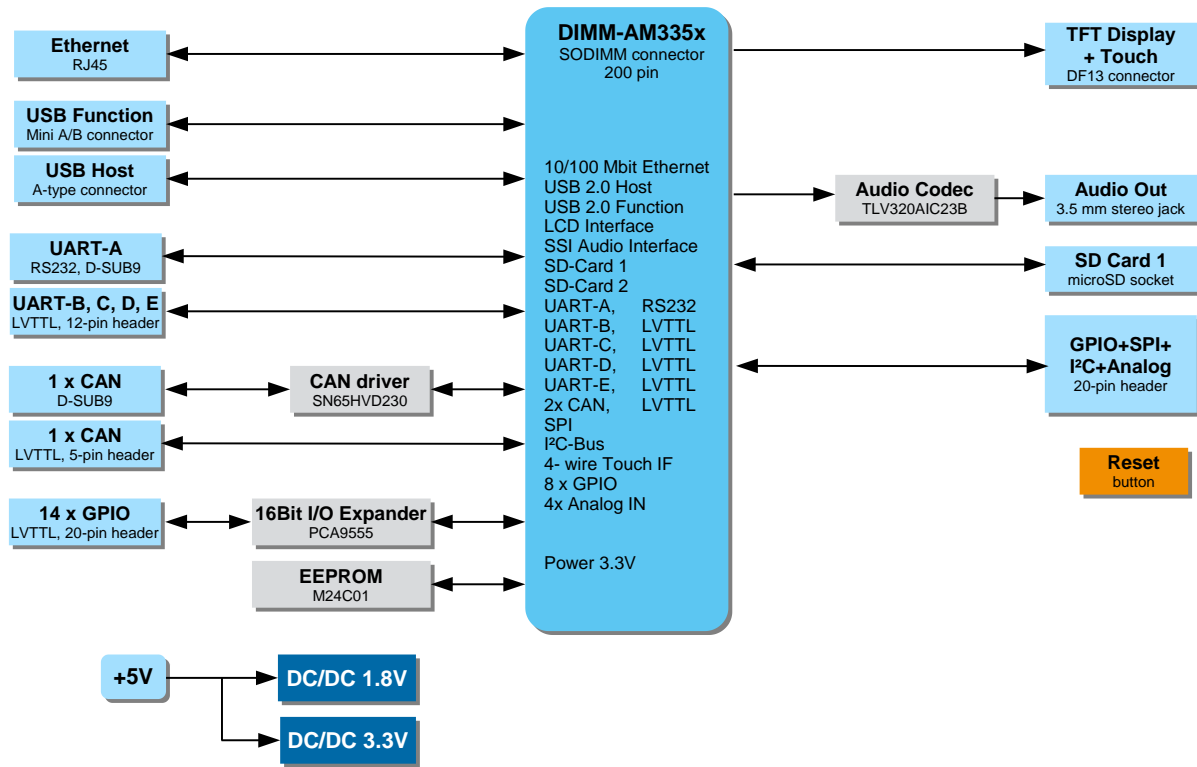 Ethernet
RJ45
USB Function
Mini A/B connector
USB Host
A-type connector
UART-A
RS232, D-SUB9
UART-B, C, D, E
LVTTL, 12-pin header
1 x CAN
D-SUB9
CAN driver
SN65HVD230
1 x CAN
LVTTL, 5-pin header
14 x GPIO
LVTTL, 20-pin header
16Bit I/O Expander
PCA9555
EEPROM
M24C01
+5V
DC/DC 1.8V
DC/DC 3.3V
DIMM-AM335x
SODIMM connector
200 pin
10/100 Mbit Ethernet
USB 2.0 Host
USB 2.0 Function
LCD Interface
SSI Audio Interface
SD-Card 1
SD-Card 2
UART-A, RS232
UART-B, LVTTL
UART-C, LVTTL
UART-D, LVTTL
UART-E, LVTTL
2x CAN, LVTTL
SPI
I²C-Bus
4- wire Touch IF
8 x GPIO
4x Analog IN
Power 3.3V
TFT Display
+ Touch
DF13 connector
Audio Codec
TLV320AIC23B
Audio Out
3.5 mm stereo jack
SD Card 1
microSD socket
GPIO+SPI+
I²C+Analog
20-pin header
Reset
button